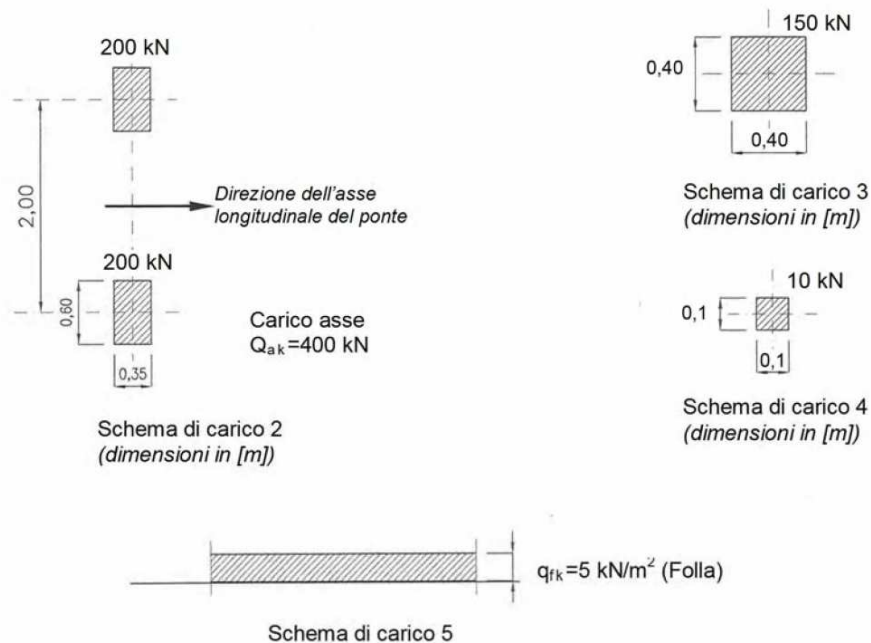 200 kN
2,00
Direzione dell'asse
longitudinale del ponte
200 kN
0,60
0,35
Carico asse
Qak=400 kN
Schema di carico 2
(dimensioni in [m])
150 kN
0,40
0,40
Schema di carico 3
(dimensioni in [m])
10 kN
0,1
0,1
Schema di carico 4
(dimensioni in [m])
qfk=5 kN/m² (Folla)
Schema di carico 5